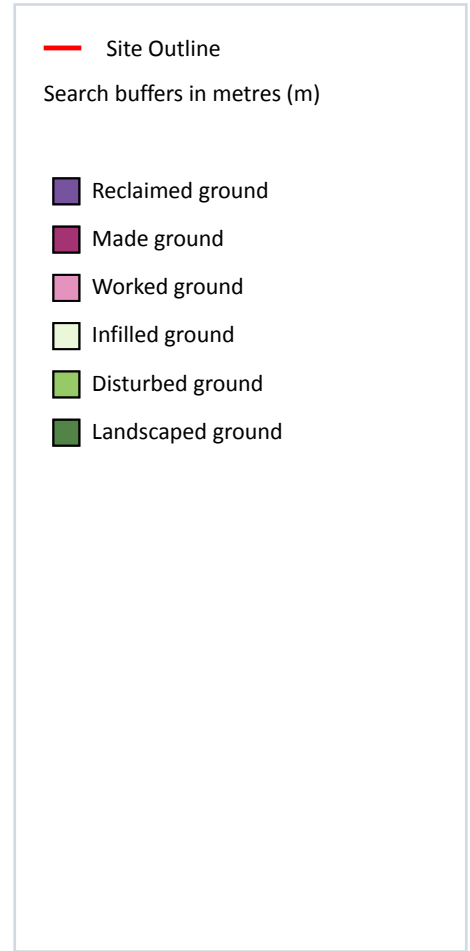 Site Outline
Search buffers in metres (m)
Reclaimed ground
Made ground
Worked ground
Infilled ground
Disturbed ground
Landscaped ground